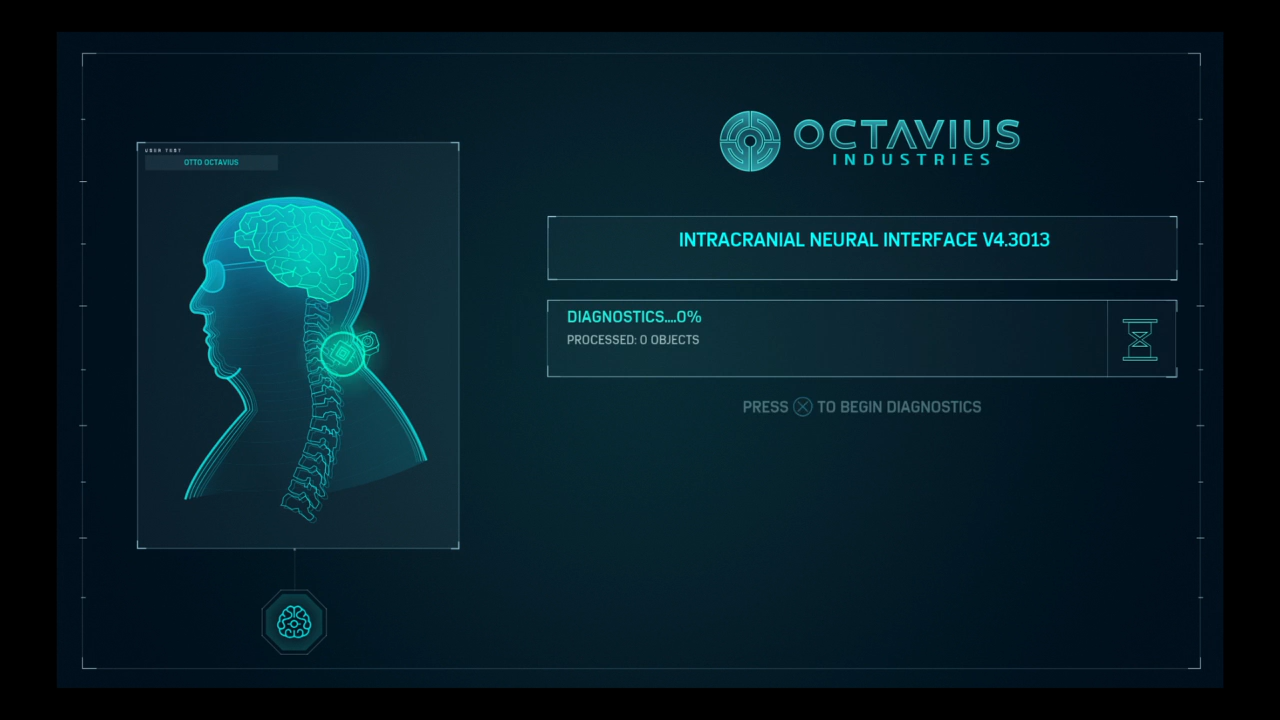 USER TEST
OTTO OCTAVIUS
OCTAVIUS
INDUSTRIES
INTRACRANIAL NEURAL INTERFACE V4.3013
DIAGNOSTICS....0%
PROCESSED: 0 OBJECTS
PRESS ⓧ TO BEGIN DIAGNOSTICS